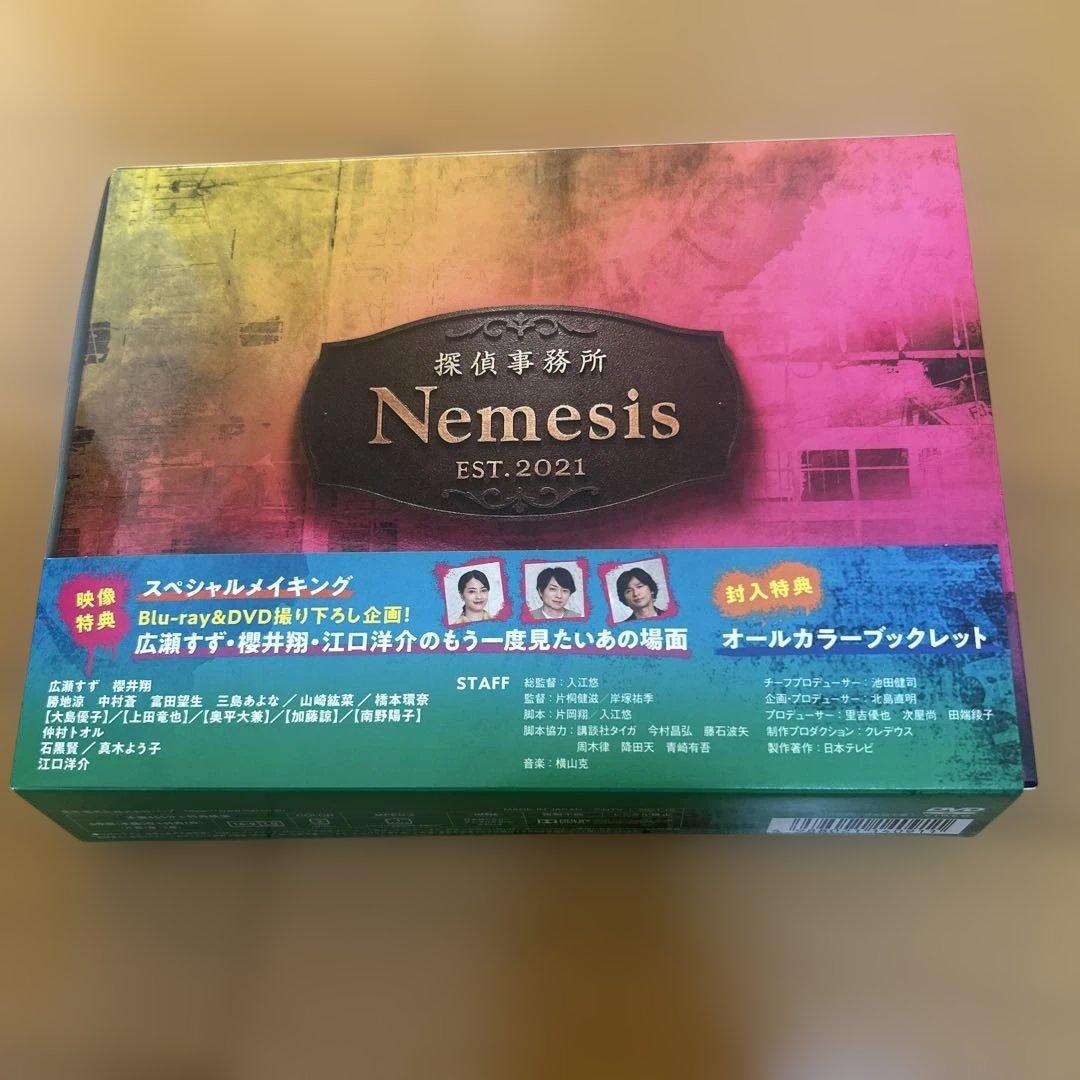 探偵事務所
Nemesis
EST. 2021
映像特典
スペシャルメイキング
Blu-ray&DVD撮り下ろし企画!
広瀬すず・櫻井翔・江口洋介のもう一度見たいあの場面
封入特典
オールカラーブックレット
広瀬すず 櫻井翔
勝地涼 中村蒼 富田望生 三島あよな／山崎紘菜／橋本環奈
【大島優子】／【上田竜也】／【奥平大兼】／【加藤諒】／【南野陽子】
仲村トオル
石黒賢／真木よう子
江口洋介
STAFF
総監督：入江悠
監督：片桐健滋／岸塚祐季
脚本：片岡翔／入江悠
脚本協力：講談社タイガ 今村昌弘 藤石波矢
周木律 降田天 青崎有吾
音楽：横山克
チーフプロデューサー：池田健司
企画・プロデューサー：北島直明
プロデューサー：里吉優也 次屋尚 田端綾子
制作プロダクション：クレデウス
製作著作：日本テレビ
DVD